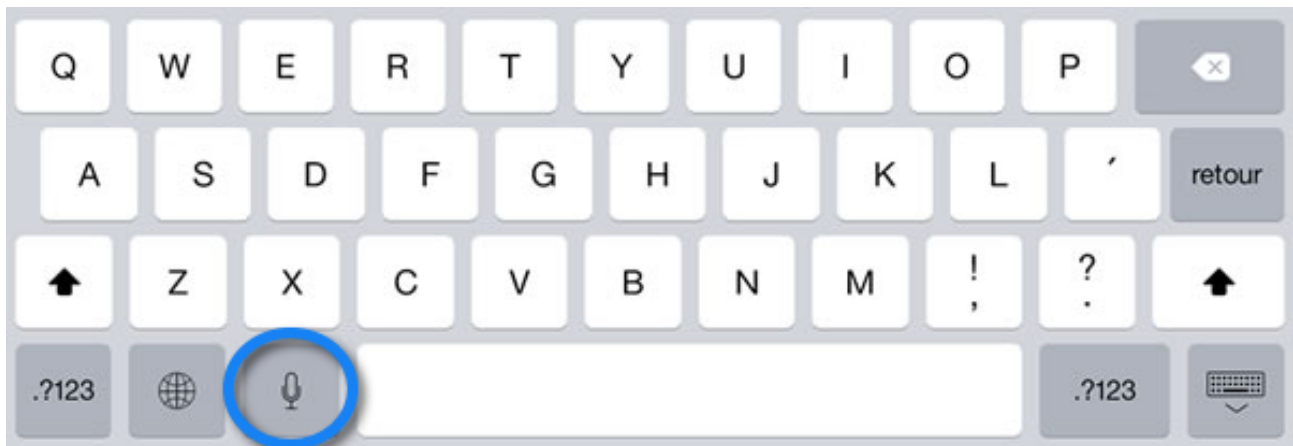 Q W E R T Y U I O P
A S D F G H J K L ´ retour
Z X C V B N M ! , ? .
.?123 .?123